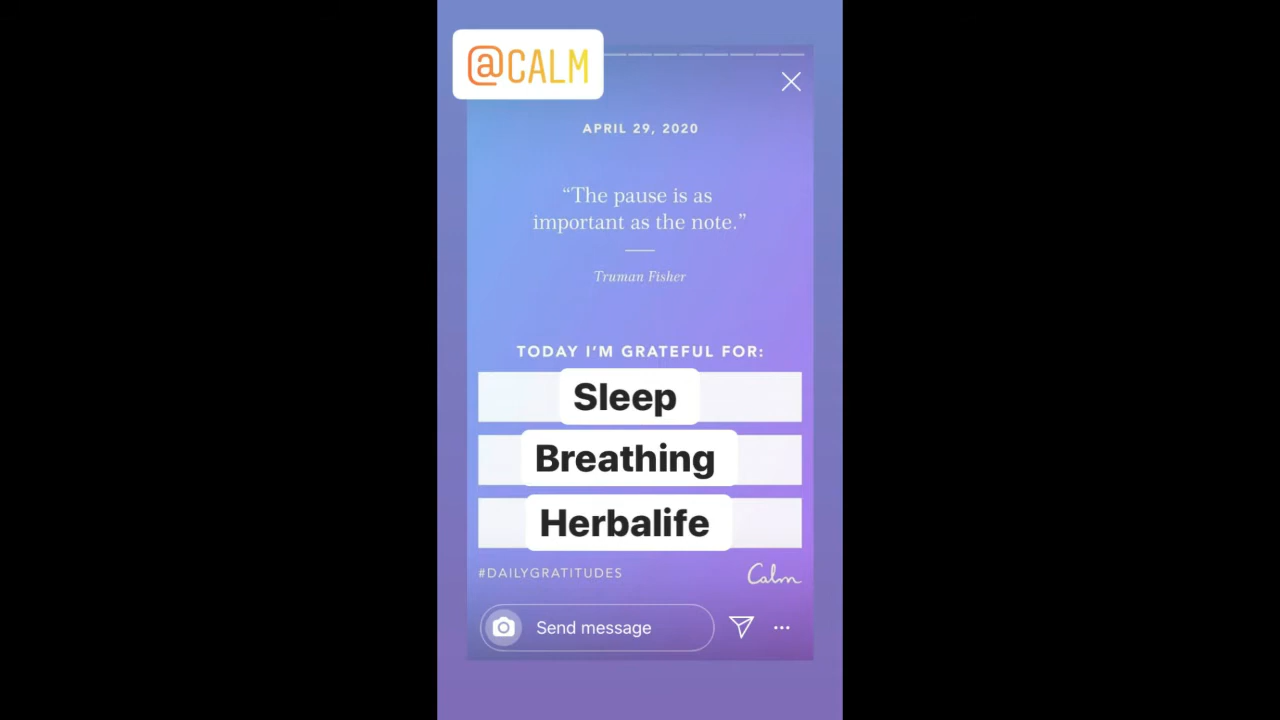 @CALM
APRIL 29, 2020
“The pause is as
important as the note.”
Truman Fisher
TODAY I’M GRATEFUL FOR:
Sleep
Breathing
Herbalife
#DAILYGRATITUDES
Calm
Send message